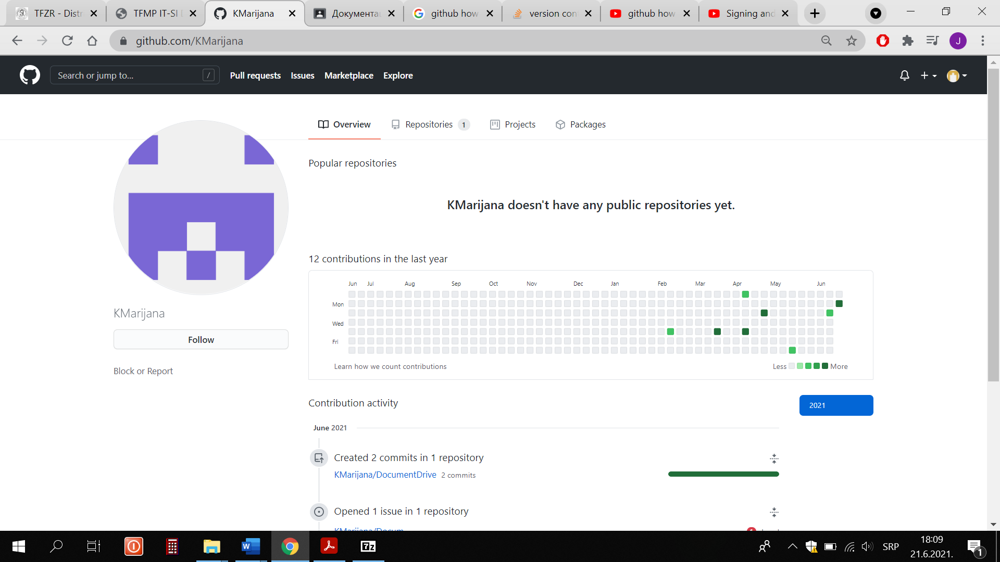 TFZR - Distr
TFMP IT-SI D
KMarijana
Документац
github how
version con
github how
Signing and
github.com/KMarijana
J
Search or jump to...
/
Pull requests
Issues
Marketplace
Explore
Overview
Repositories 1
Projects
Packages
Popular repositories
KMarijana doesn't have any public repositories yet.
12 contributions in the last year
Jun Jul Aug Sep Oct Nov Dec Jan Feb Mar Apr May Jun
Mon
Wed
Fri
Learn how we count contributions
Less
More
KMarijana
Follow
Block or Report
Contribution activity
2021
June 2021
Created 2 commits in 1 repository
KMarijana/DocumentDrive 2 commits
Opened 1 issue in 1 repository
KMarijana/Docum
W
7z
SRP
18:09
21.6.2021.
1